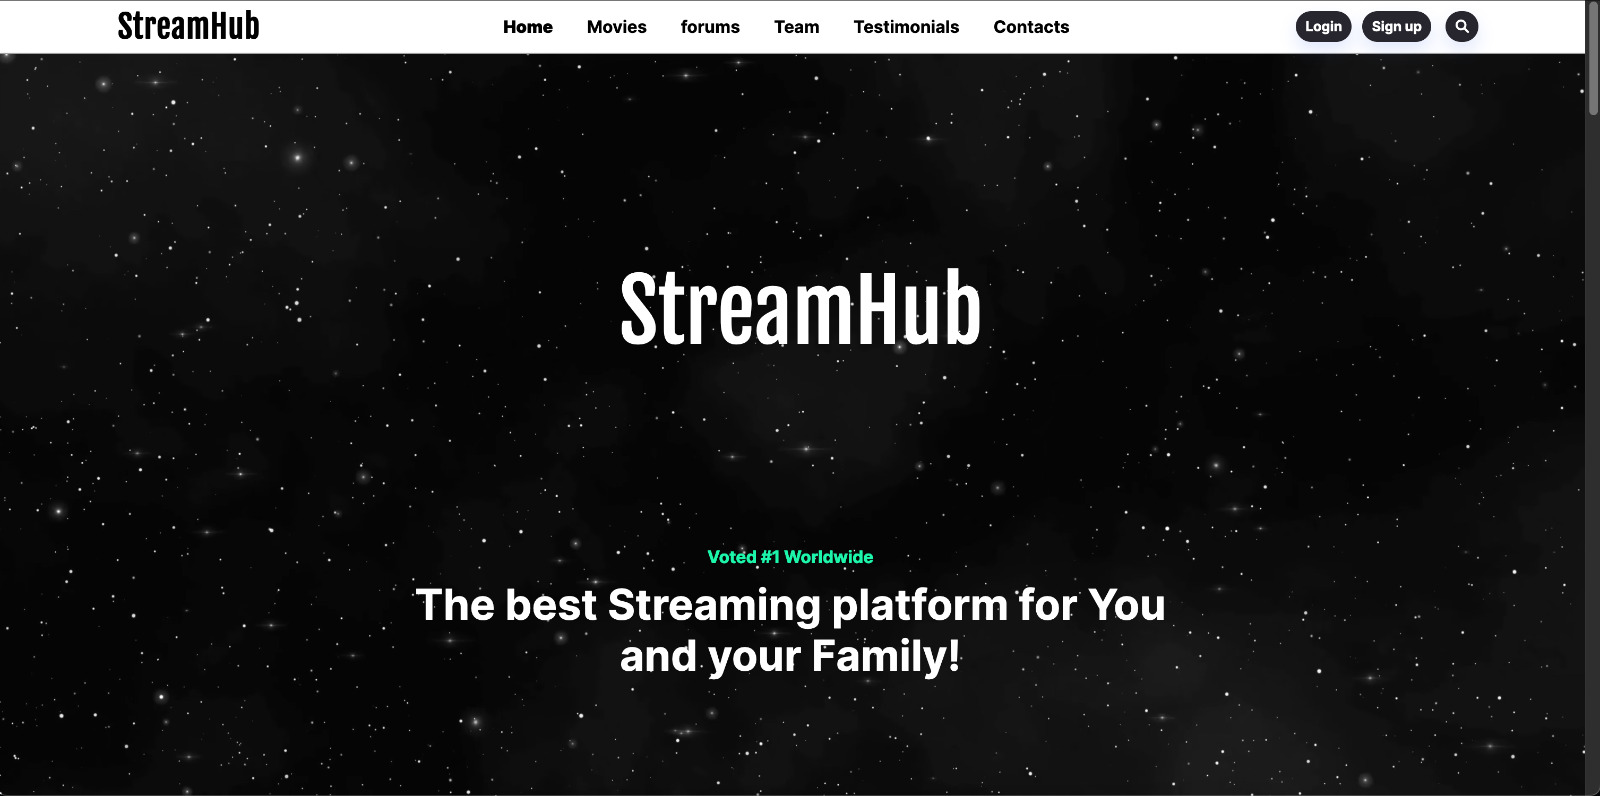 StreamHub
Home Movies forums Team Testimonials Contacts
Login Sign up
StreamHub
Voted #1 Worldwide
The best Streaming platform for You
and your Family!